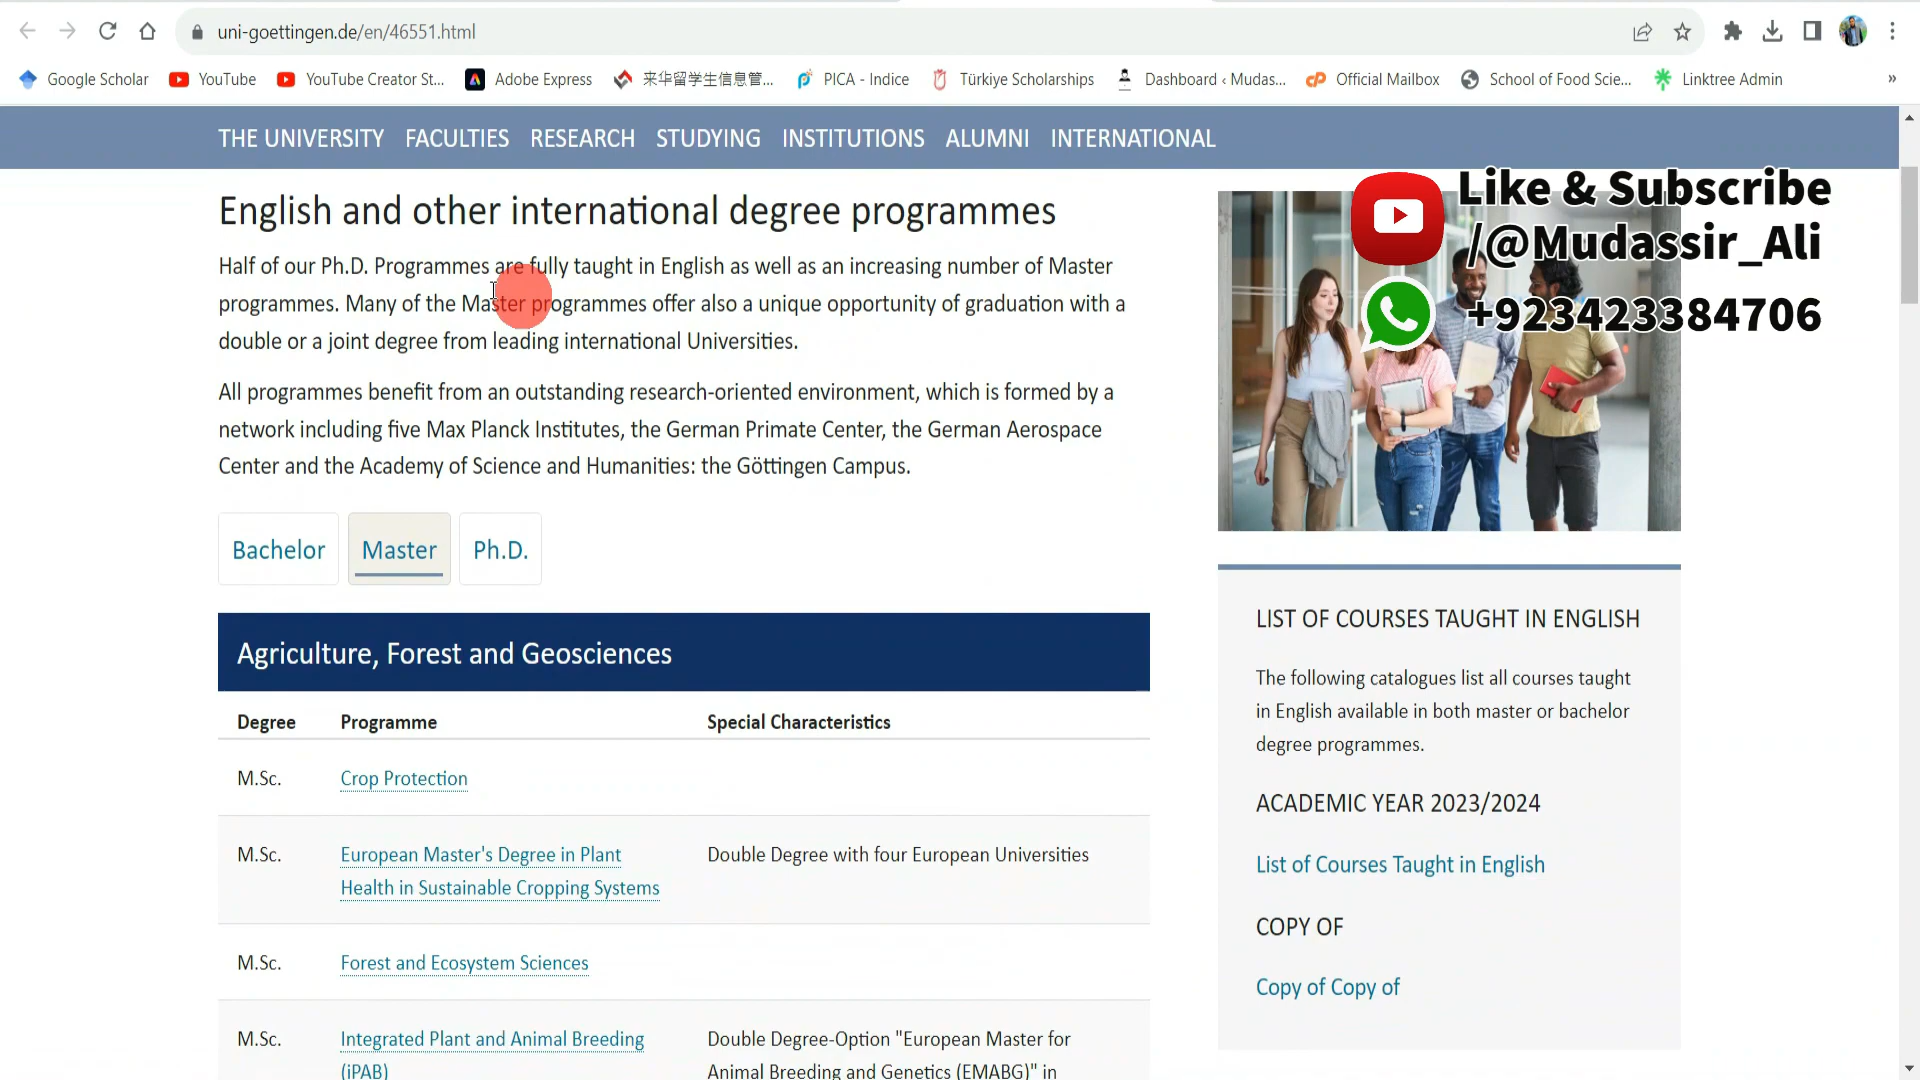 uni-goettingen.de/en/46551.html
Google Scholar
YouTube
YouTube Creator St...
Adobe Express
来华留学生信息管...
PICA - Indice
Türkiye Scholarships
Dashboard ‹ Mudas...
Official Mailbox
School of Food Scie...
Linktree Admin
»
THE UNIVERSITY
FACULTIES
RESEARCH
STUDYING
INSTITUTIONS
ALUMNI
INTERNATIONAL
English and other international degree programmes
Half of our Ph.D. Programmes are fully taught in English as well as an increasing number of Master
programmes. Many of the Master programmes offer also a unique opportunity of graduation with a
double or a joint degree from leading international Universities.
All programmes benefit from an outstanding research-oriented environment, which is formed by a
network including five Max Planck Institutes, the German Primate Center, the German Aerospace
Center and the Academy of Science and Humanities: the Göttingen Campus.
Bachelor
Master
Ph.D.
Agriculture, Forest and Geosciences
Degree Programme Special Characteristics
M.Sc. Crop Protection
M.Sc. European Master's Degree in Plant Double Degree with four European Universities
Health in Sustainable Cropping Systems
M.Sc. Forest and Ecosystem Sciences
M.Sc. Integrated Plant and Animal Breeding Double Degree-Option "European Master for
(iPAB) Animal Breeding and Genetics (EMABG)" in
Like & Subscribe
/@Mudassir_Ali
+923423384706
LIST OF COURSES TAUGHT IN ENGLISH
The following catalogues list all courses taught
in English available in both master or bachelor
degree programmes.
ACADEMIC YEAR 2023/2024
List of Courses Taught in English
COPY OF
Copy of Copy of